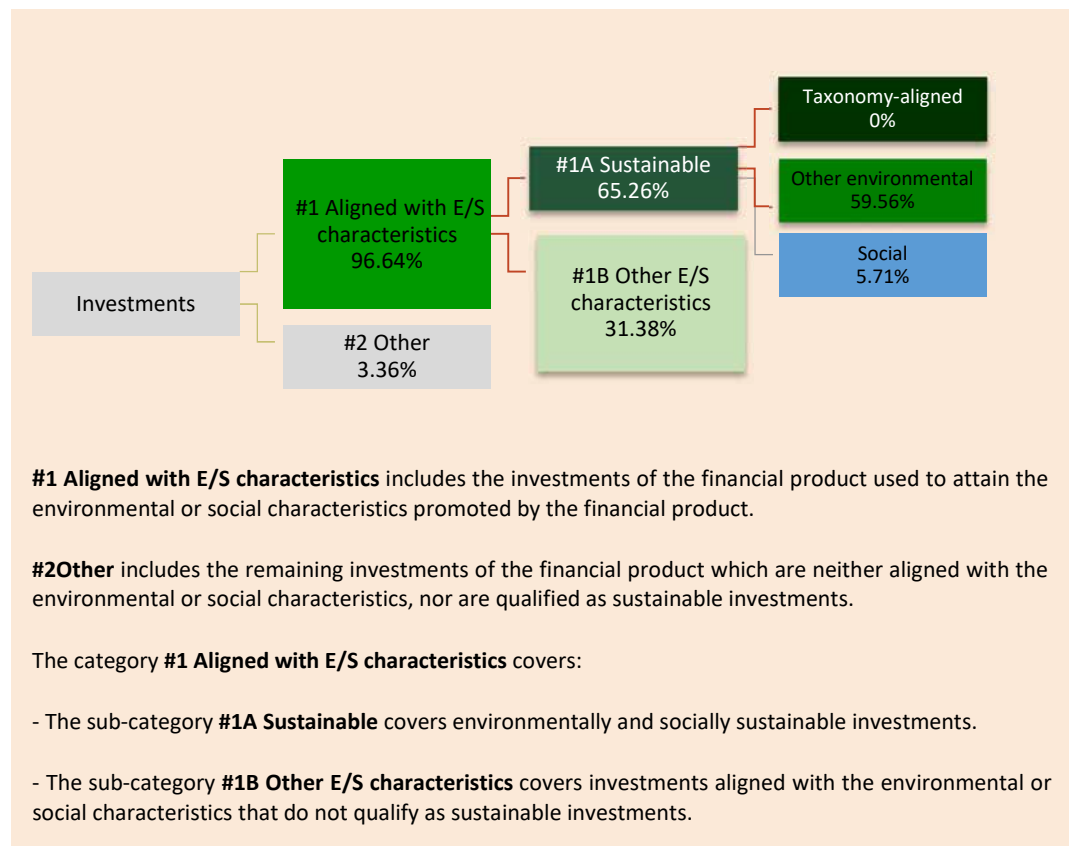 Taxonomy-aligned
0%
#1A Sustainable
65.26%
Other environmental
59.56%
#1 Aligned with E/S
characteristics
96.64%
Social
5.71%
#1B Other E/S
characteristics
31.38%
Investments
#2 Other
3.36%
#1 Aligned with E/S characteristics includes the investments of the financial product used to attain the
environmental or social characteristics promoted by the financial product.
#2Other includes the remaining investments of the financial product which are neither aligned with the
environmental or social characteristics, nor are qualified as sustainable investments.
The category #1 Aligned with E/S characteristics covers:
- The sub-category #1A Sustainable covers environmentally and socially sustainable investments.
- The sub-category #1B Other E/S characteristics covers investments aligned with the environmental or
social characteristics that do not qualify as sustainable investments.